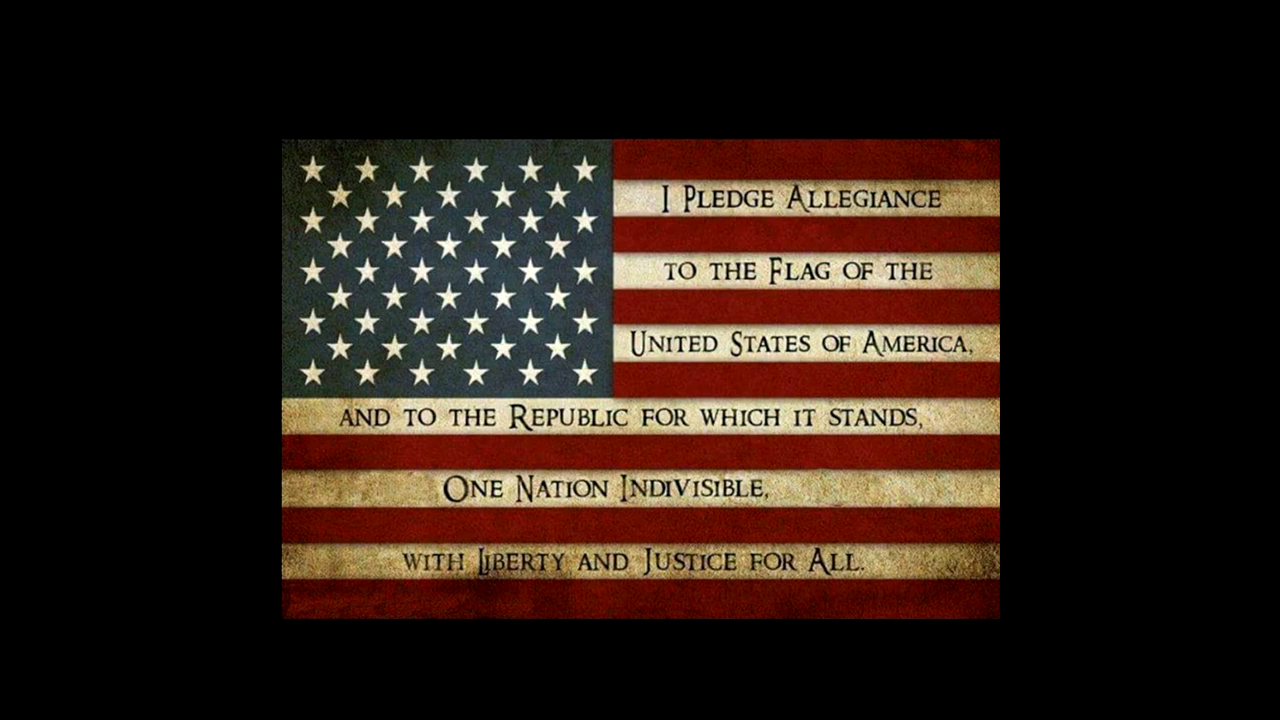 I Pledge Allegiance
to the Flag of the
United States of America,
and to the Republic for which it stands,
One Nation Indivisible,
with Liberty and Justice for All.